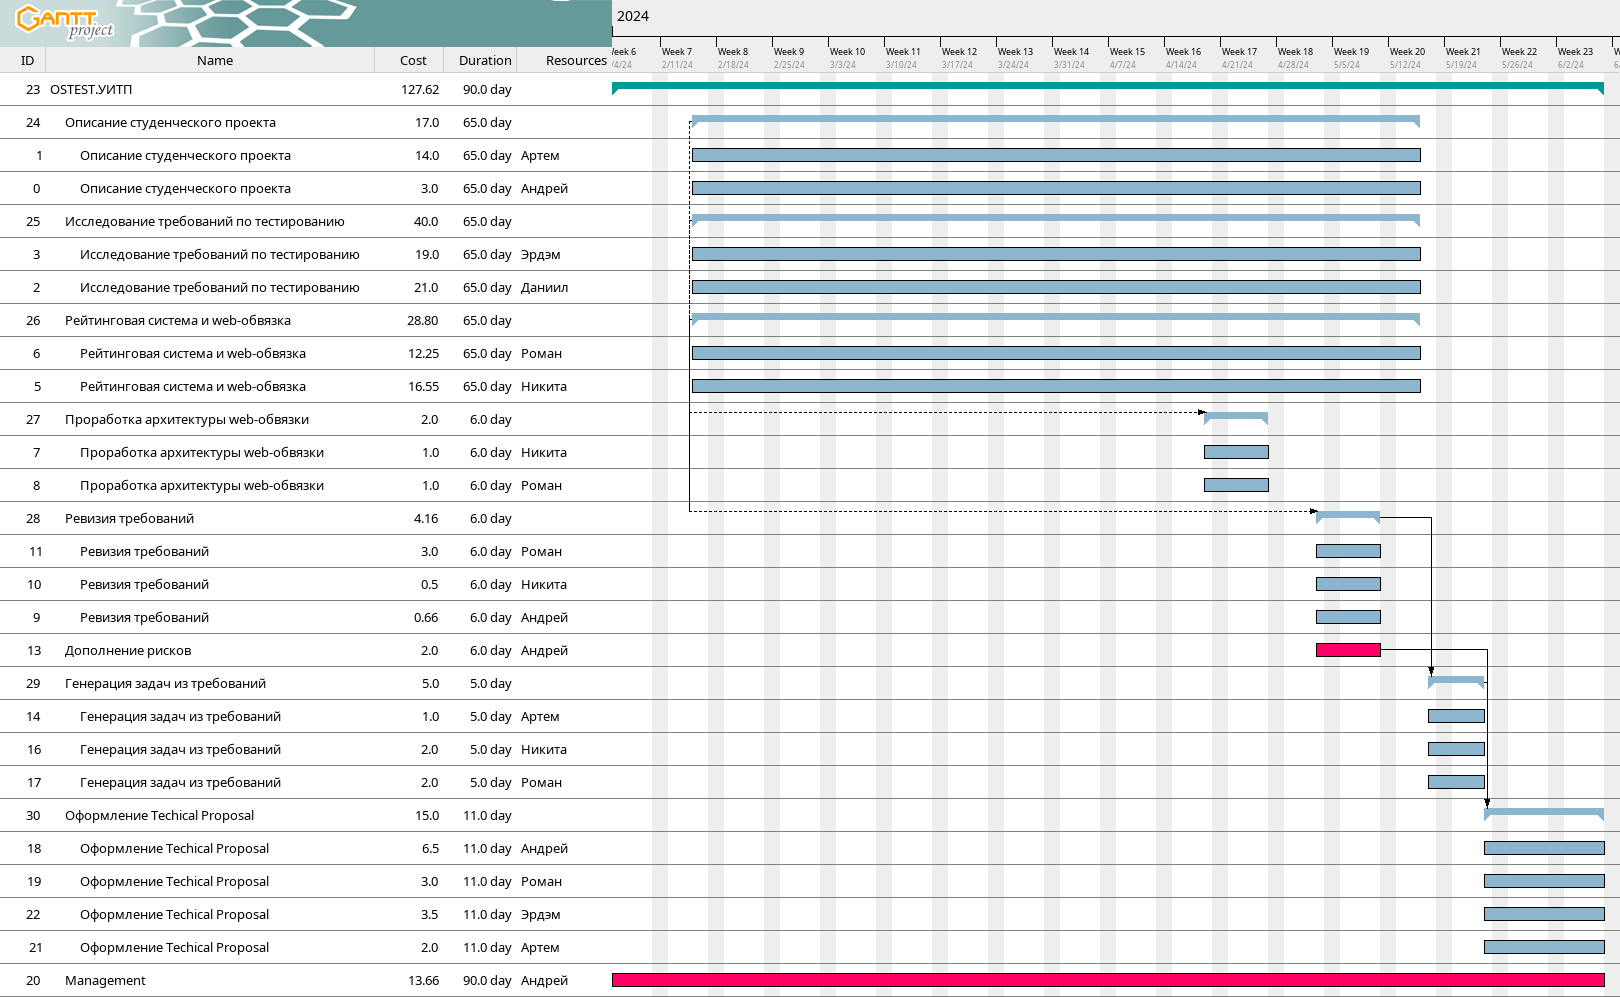 GANTT project
2024
Week 6 Week 7 Week 8 Week 9 Week 10 Week 11 Week 12 Week 13 Week 14 Week 15 Week 16 Week 17 Week 18 Week 19 Week 20 Week 21 Week 22 Week 23
ID Name Cost Duration Resources
/4/24 2/11/24 2/18/24 2/25/24 3/3/24 3/10/24 3/17/24 3/24/24 3/31/24 4/7/24 4/14/24 4/21/24 4/28/24 5/5/24 5/12/24 5/19/24 5/26/24 6/2/24
23 OSTEST.УИТП 127.62 90.0 day
24 Описание студенческого проекта 17.0 65.0 day
1 Описание студенческого проекта 14.0 65.0 day Артем
0 Описание студенческого проекта 3.0 65.0 day Андрей
25 Исследование требований по тестированию 40.0 65.0 day
3 Исследование требований по тестированию 19.0 65.0 day Эрдэм
2 Исследование требований по тестированию 21.0 65.0 day Даниил
26 Рейтинговая система и web-обвязка 28.80 65.0 day
6 Рейтинговая система и web-обвязка 12.25 65.0 day Роман
5 Рейтинговая система и web-обвязка 16.55 65.0 day Никита
27 Проработка архитектуры web-обвязки 2.0 6.0 day
7 Проработка архитектуры web-обвязки 1.0 6.0 day Никита
8 Проработка архитектуры web-обвязки 1.0 6.0 day Роман
28 Ревизия требований 4.16 6.0 day
11 Ревизия требований 3.0 6.0 day Роман
10 Ревизия требований 0.5 6.0 day Никита
9 Ревизия требований 0.66 6.0 day Андрей
13 Дополнение рисков 2.0 6.0 day Андрей
29 Генерация задач из требований 5.0 5.0 day
14 Генерация задач из требований 1.0 5.0 day Артем
16 Генерация задач из требований 2.0 5.0 day Никита
17 Генерация задач из требований 2.0 5.0 day Роман
30 Оформление Techical Proposal 15.0 11.0 day
18 Оформление Techical Proposal 6.5 11.0 day Андрей
19 Оформление Techical Proposal 3.0 11.0 day Роман
22 Оформление Techical Proposal 3.5 11.0 day Эрдэм
21 Оформление Techical Proposal 2.0 11.0 day Артем
20 Management 13.66 90.0 day Андрей